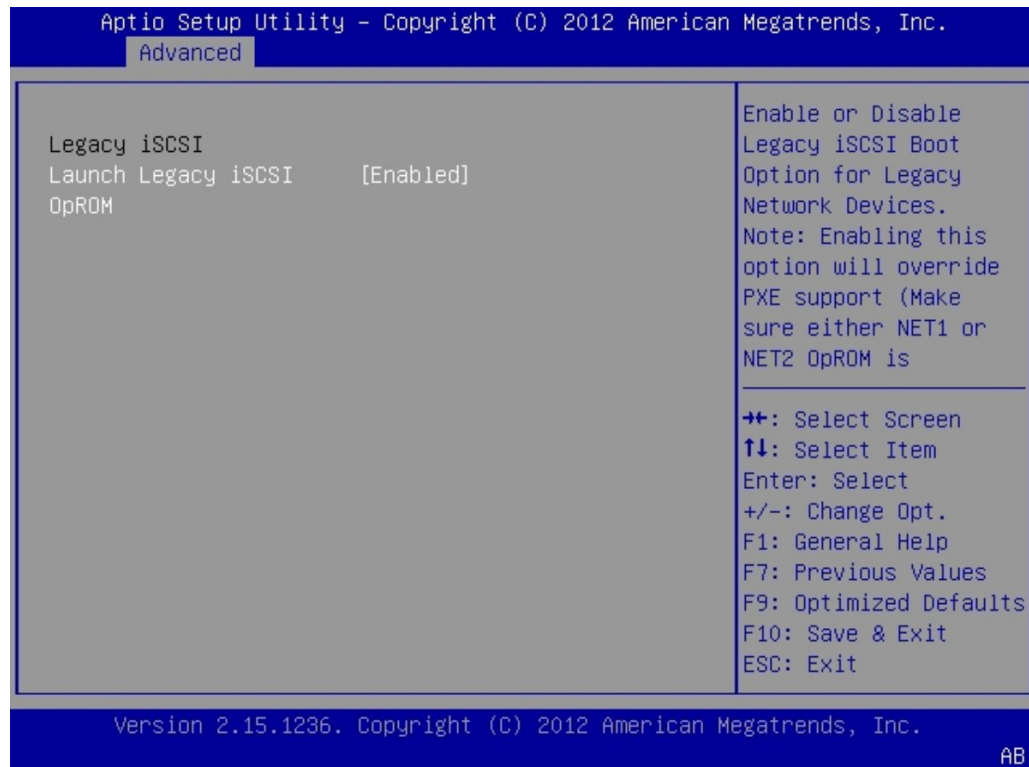 Aptio Setup Utility – Copyright (C) 2012 American Megatrends, Inc.
Advanced
Legacy iSCSI
Launch Legacy iSCSI [Enabled]
OpROM
Enable or Disable
Legacy iSCSI Boot
Option for Legacy
Network Devices.
Note: Enabling this
option will override
PXE support (Make
sure either NET1 or
NET2 OpROM is
→←: Select Screen
↑↓: Select Item
Enter: Select
+/-: Change Opt.
F1: General Help
F7: Previous Values
F9: Optimized Defaults
F10: Save & Exit
ESC: Exit
Version 2.15.1236. Copyright (C) 2012 American Megatrends, Inc.
AB